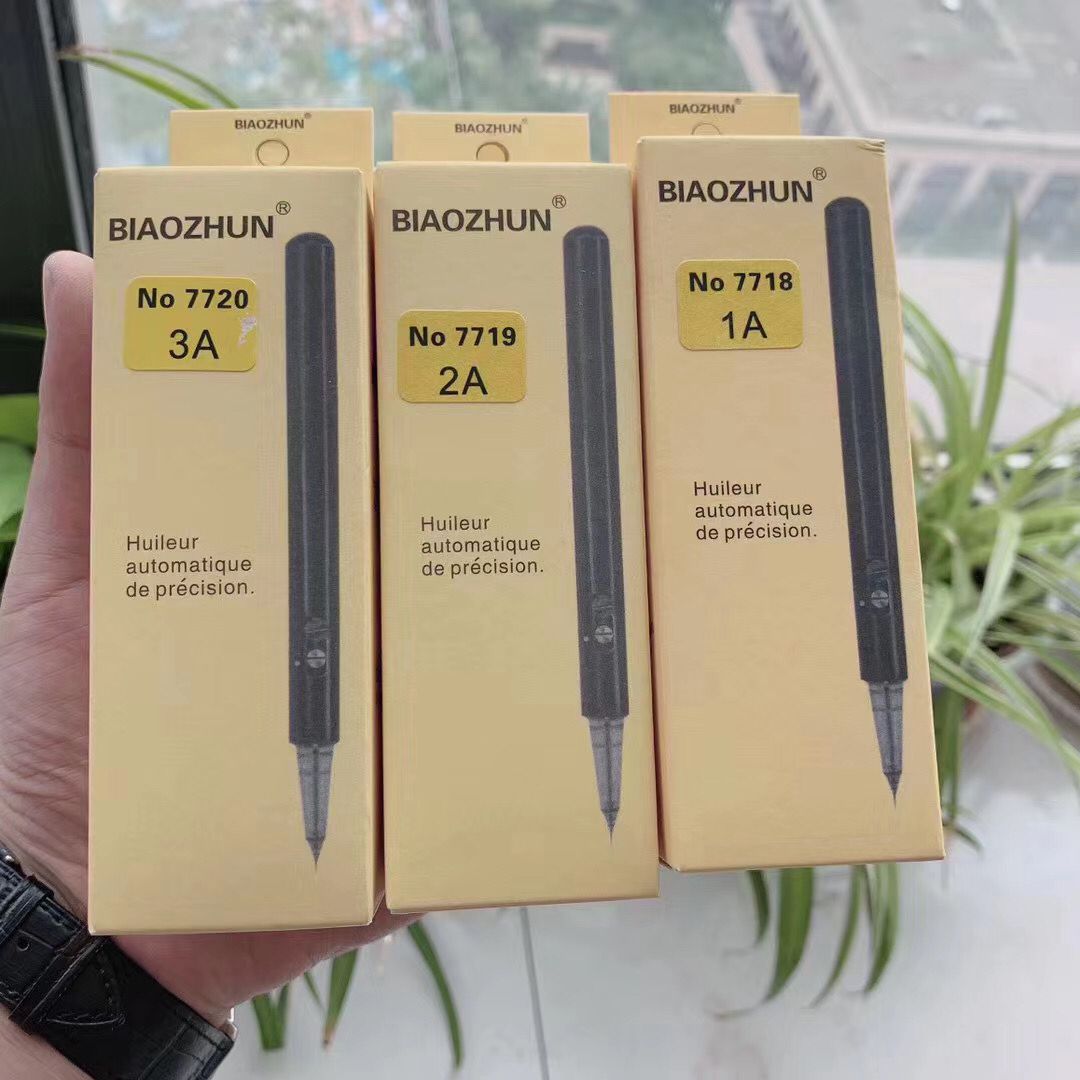 BIAOZHUN®
BIAOZHUN®
No 7720
3A
Huileur
automatique
de précision.
BIAOZHUN®
BIAOZHUN®
No 7719
2A
Huileur
automatique
de précision.
BIAOZHUN®
BIAOZHUN®
No 7718
1A
Huileur
automatique
de précision.